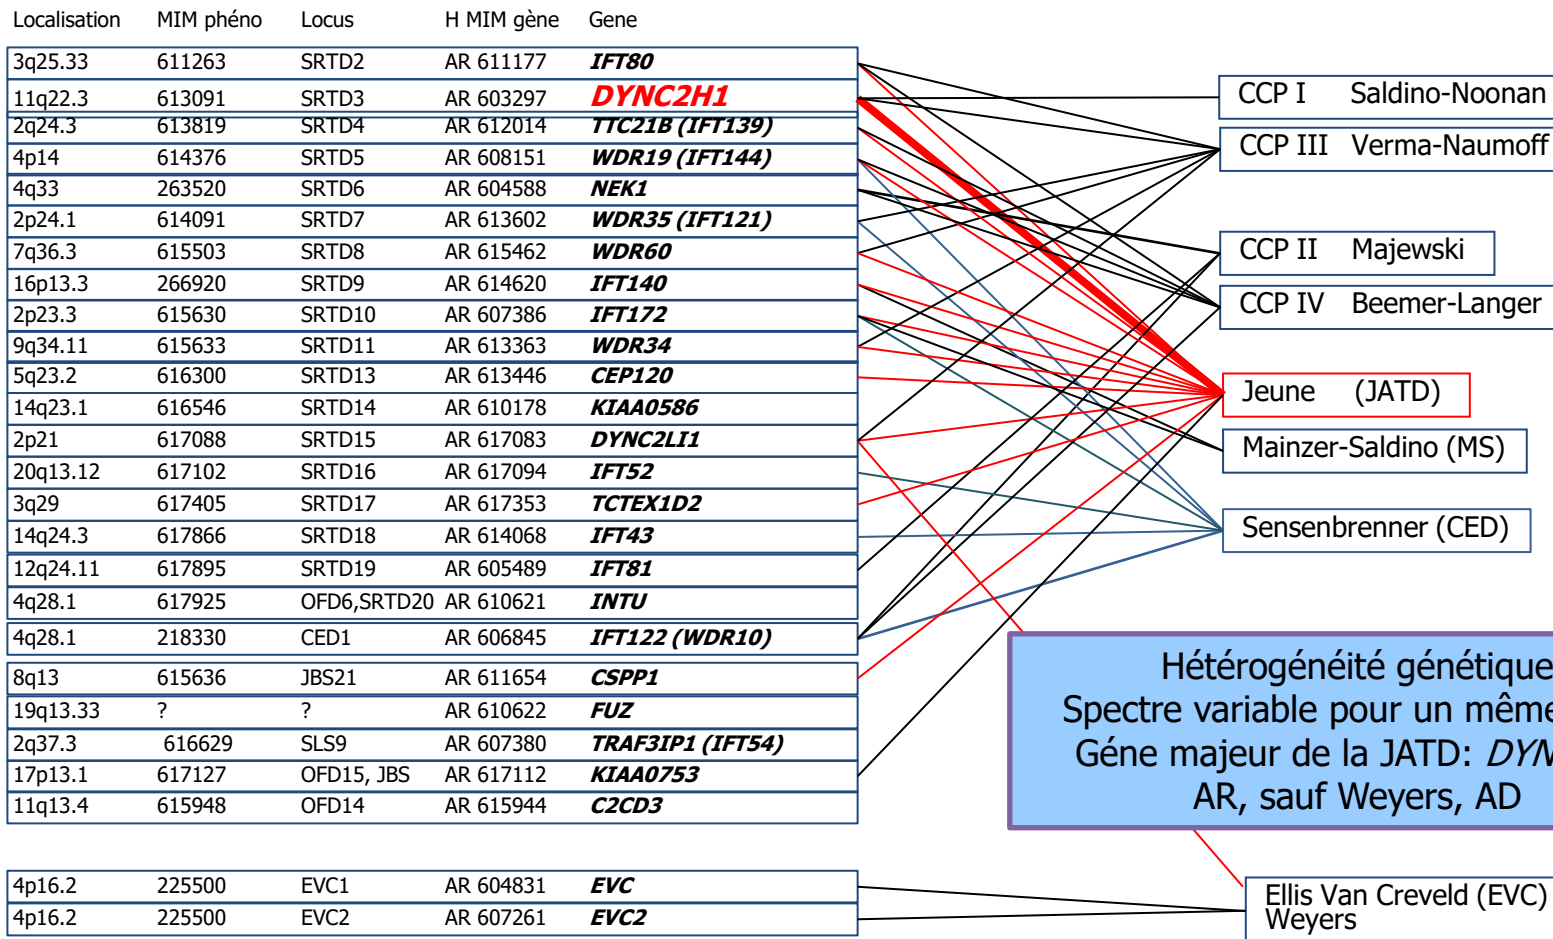 Localisation MIM phéno Locus H MIM gène Gene
3q25.33 611263 SRTD2 AR 611177 IFT80
11q22.3 613091 SRTD3 AR 603297 DYNC2H1
2q24.3 613819 SRTD4 AR 612014 TTC21B (IFT139)
4p14 614376 SRTD5 AR 608151 WDR19 (IFT144)
4q33 263520 SRTD6 AR 604588 NEK1
2p24.1 614091 SRTD7 AR 613602 WDR35 (IFT121)
7q36.3 615503 SRTD8 AR 615462 WDR60
16p13.3 266920 SRTD9 AR 614620 IFT140
2p23.3 615630 SRTD10 AR 607386 IFT172
9q34.11 615633 SRTD11 AR 613363 WDR34
5q23.2 616300 SRTD13 AR 613446 CEP120
14q23.1 616546 SRTD14 AR 610178 KIAA0586
2p21 617088 SRTD15 AR 617083 DYNC2LI1
20q13.12 617102 SRTD16 AR 617094 IFT52
3q29 617405 SRTD17 AR 617353 TCTEX1D2
14q24.3 617866 SRTD18 AR 614068 IFT43
12q24.11 617895 SRTD19 AR 605489 IFT81
4q28.1 617925 OFD6,SRTD20 AR 610621 INTU
4q28.1 218330 CED1 AR 606845 IFT122 (WDR10)
8q13 615636 JBS21 AR 611654 CSPP1
19q13.33 ? ? AR 610622 FUZ
2q37.3 616629 SLS9 AR 607380 TRAF3IP1 (IFT54)
17p13.1 617127 OFD15, JBS AR 617112 KIAA0753
11q13.4 615948 OFD14 AR 615944 C2CD3
4p16.2 225500 EVC1 AR 604831 EVC
4p16.2 225500 EVC2 AR 607261 EVC2
CCP I Saldino-Noonan
CCP III Verma-Naumoff
CCP II Majewski
CCP IV Beemer-Langer
Jeune (JATD)
Mainzer-Saldino (MS)
Sensenbrenner (CED)
Hétérogénéité génétique
Spectre variable pour un même
Géne majeur de la JATD: DYN
AR, sauf Weyers, AD
Ellis Van Creveld (EVC)
Weyers